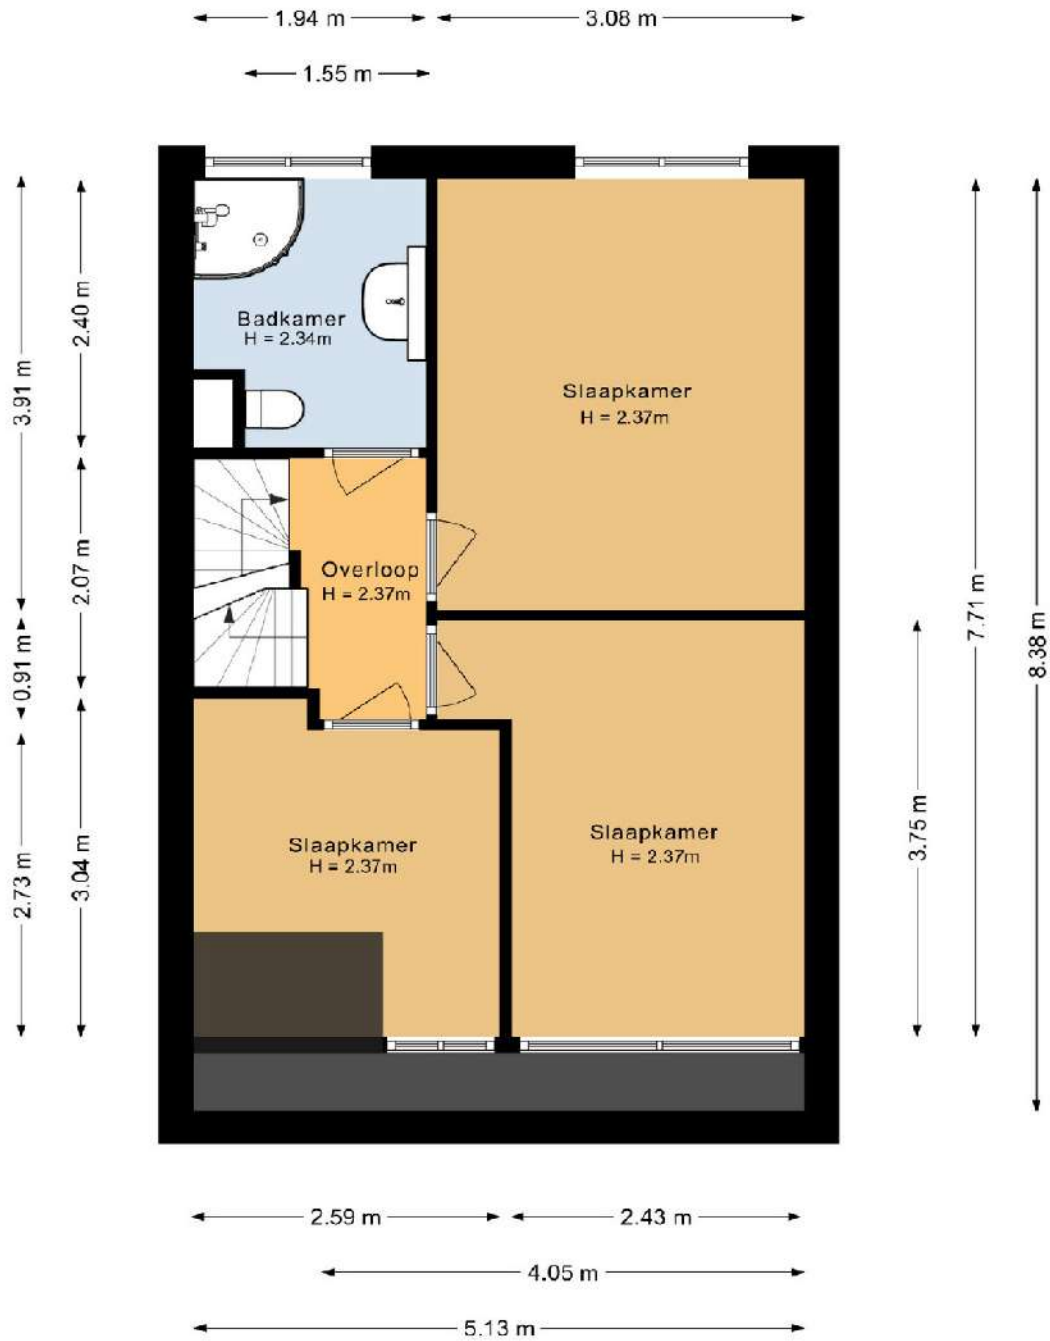 1.94 m
3.08 m
1.55 m
3.91 m
2.40 m
2.07 m
0.91 m
2.73 m
3.04 m
Badkamer
H = 2.34m
Slaapkamer
H = 2.37m
Overloop
H = 2.37m
Slaapkamer
H = 2.37m
Slaapkamer
H = 2.37m
3.75 m
7.71 m
8.38 m
2.59 m
2.43 m
4.05 m
5.13 m